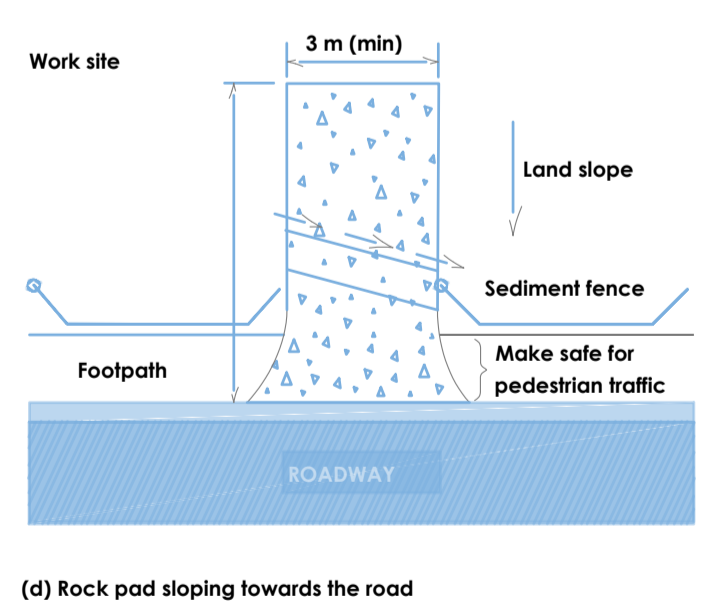 3 m (min)
Work site
Land slope
Sediment fence
Make safe for
pedestrian traffic
Footpath
ROADWAY
(d) Rock pad sloping towards the road